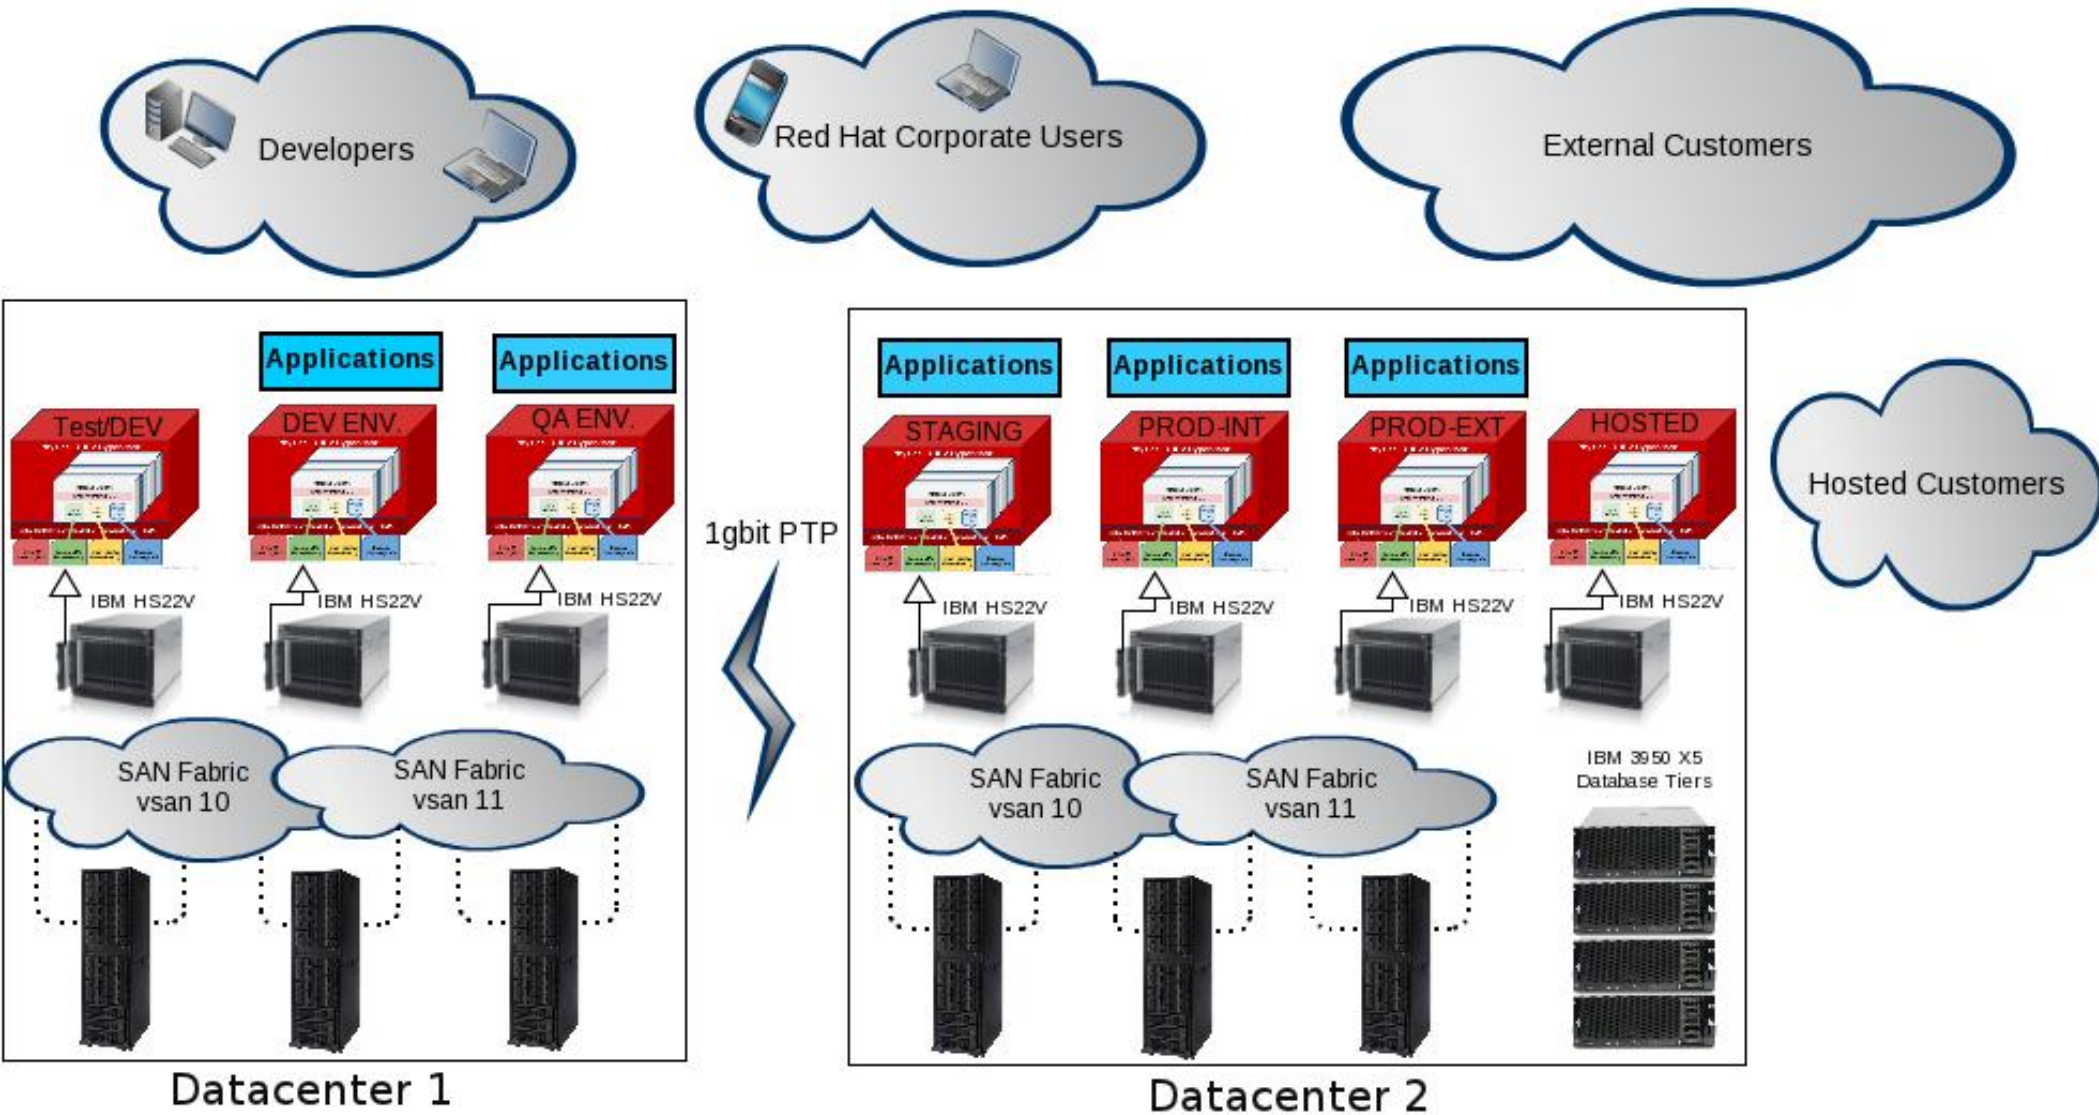 Developers
Red Hat Corporate Users
External Customers
Applications
Applications
Applications
Applications
Applications
Test/DEV
DEV ENV.
QA ENV.
STAGING
PROD-INT
PROD-EXT
HOSTED
Hosted Customers
1gbit PTP
IBM HS22V
IBM HS22V
IBM HS22V
IBM HS22V
IBM HS22V
IBM HS22V
IBM HS22V
SAN Fabric
vsan 10
SAN Fabric
vsan 11
SAN Fabric
vsan 10
SAN Fabric
vsan 11
IBM 3950 X5
Database Tiers
Datacenter 1
Datacenter 2